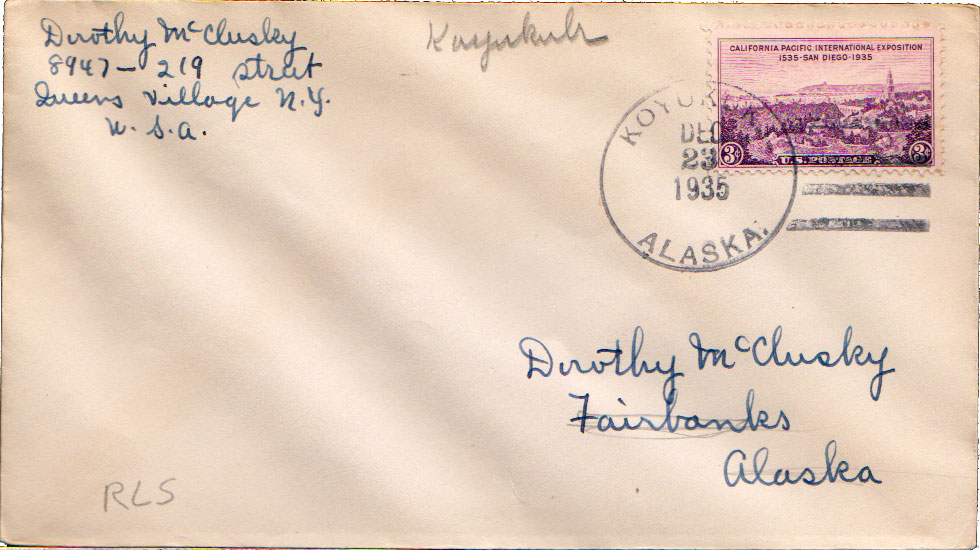 Dorothy McClusky
8947 - 219 street
Queens Village N.Y.
U.S.A.
Koyukuk
CALIFORNIA PACIFIC INTERNATIONAL EXPOSITION
1535 · SAN DIEGO · 1935
3¢ U.S. POSTAGE 3¢
DEC
23
1935
ALASKA.
Dorothy McClusky
Fairbanks
Alaska
RLS